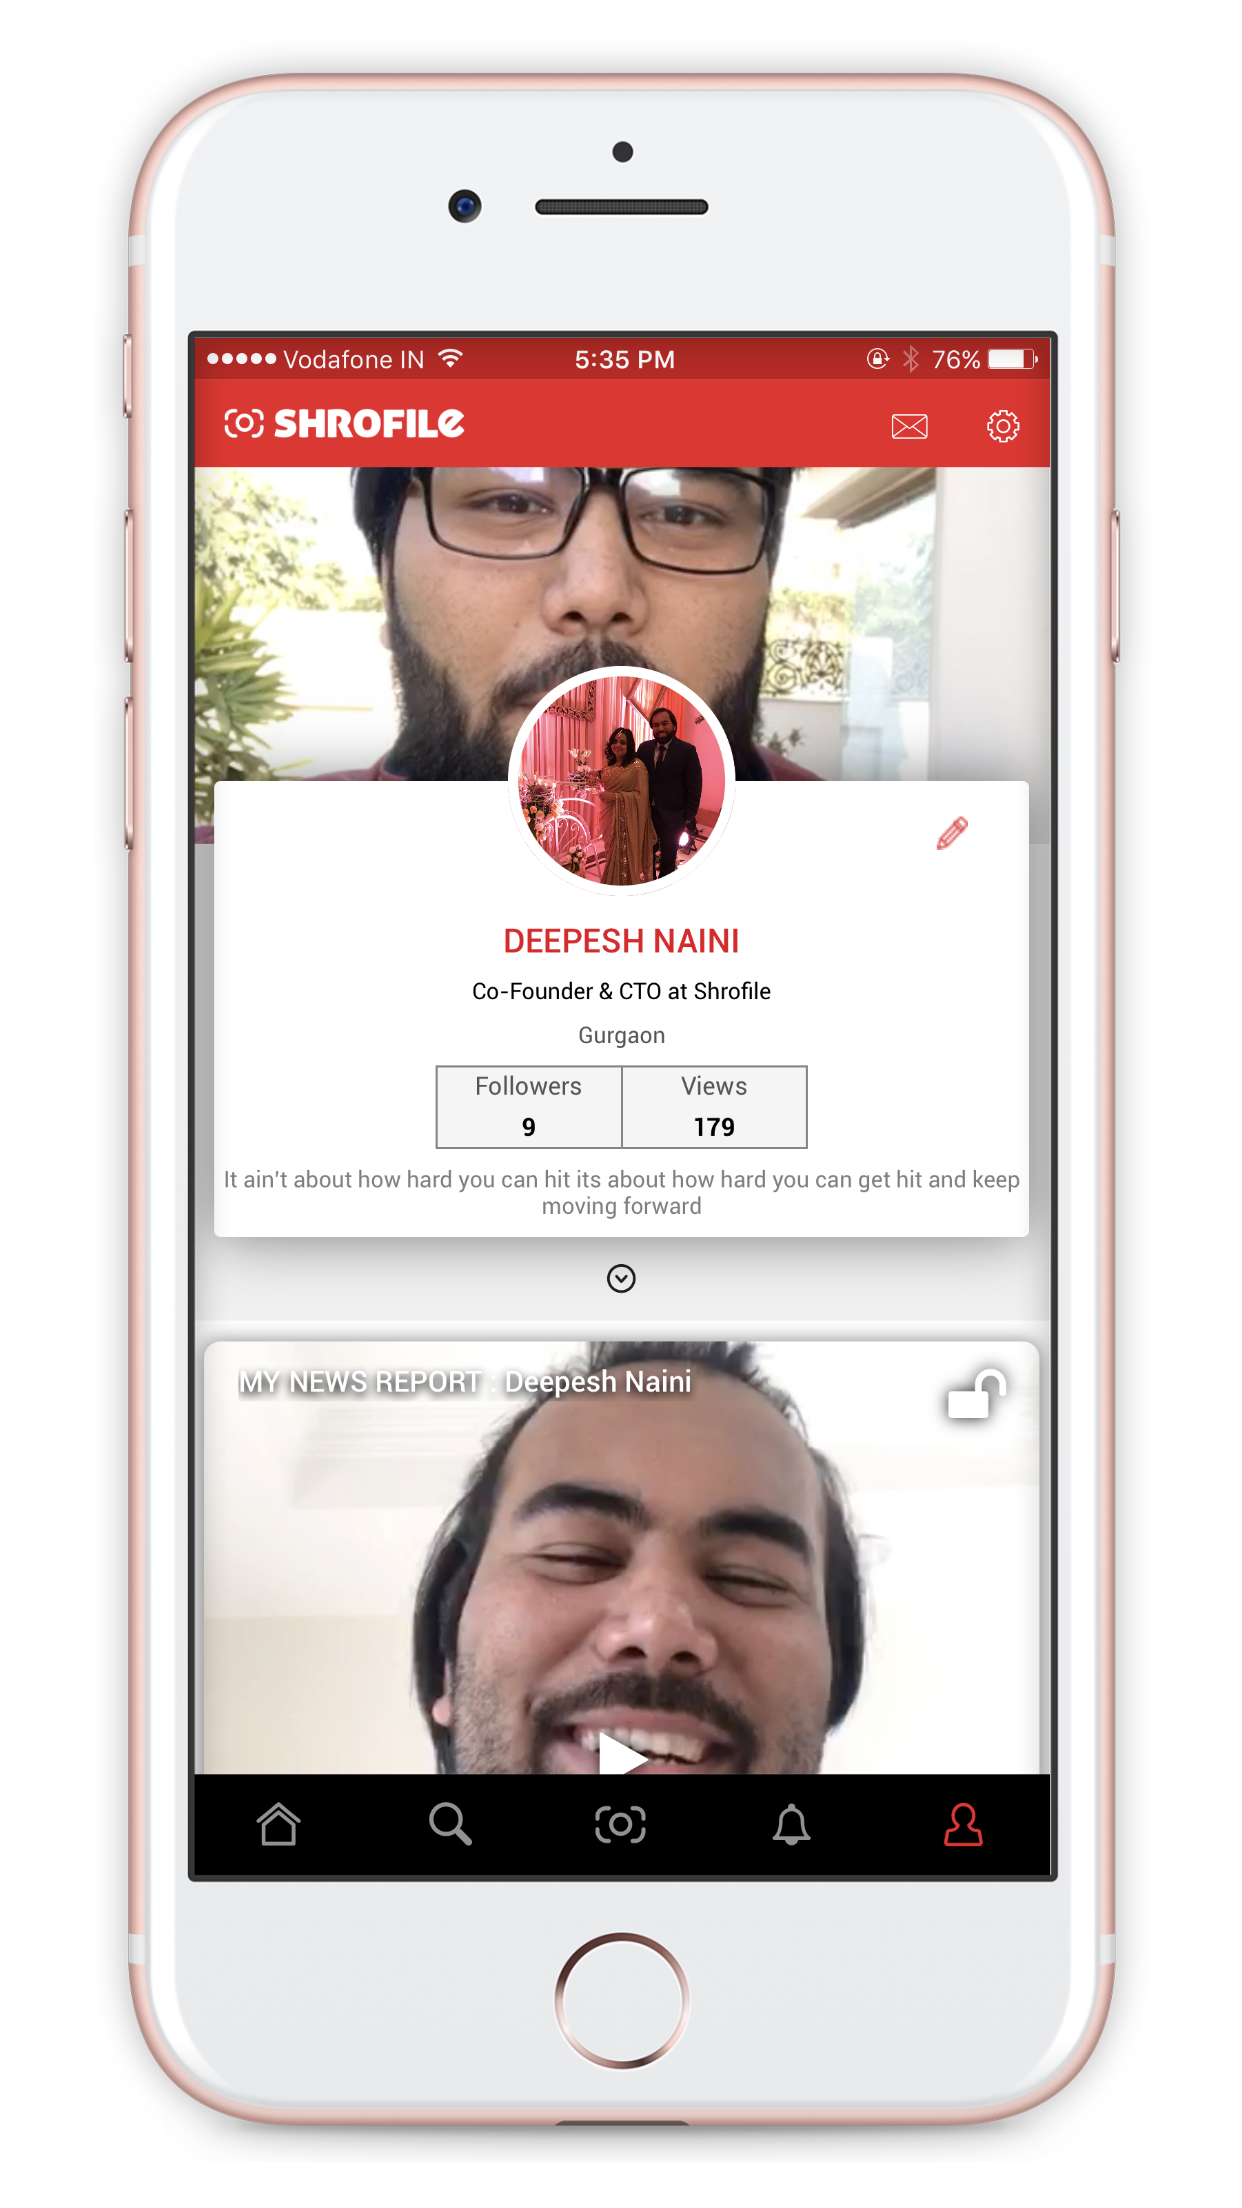 Vodafone IN 5:35 PM 76%
SHROFILE
DEEPESH NAINI
Co-Founder & CTO at Shrofile
Gurgaon
Followers Views
9 179
It ain't about how hard you can hit its about how hard you can get hit and keep
moving forward
MY NEWS REPORT : Deepesh Naini